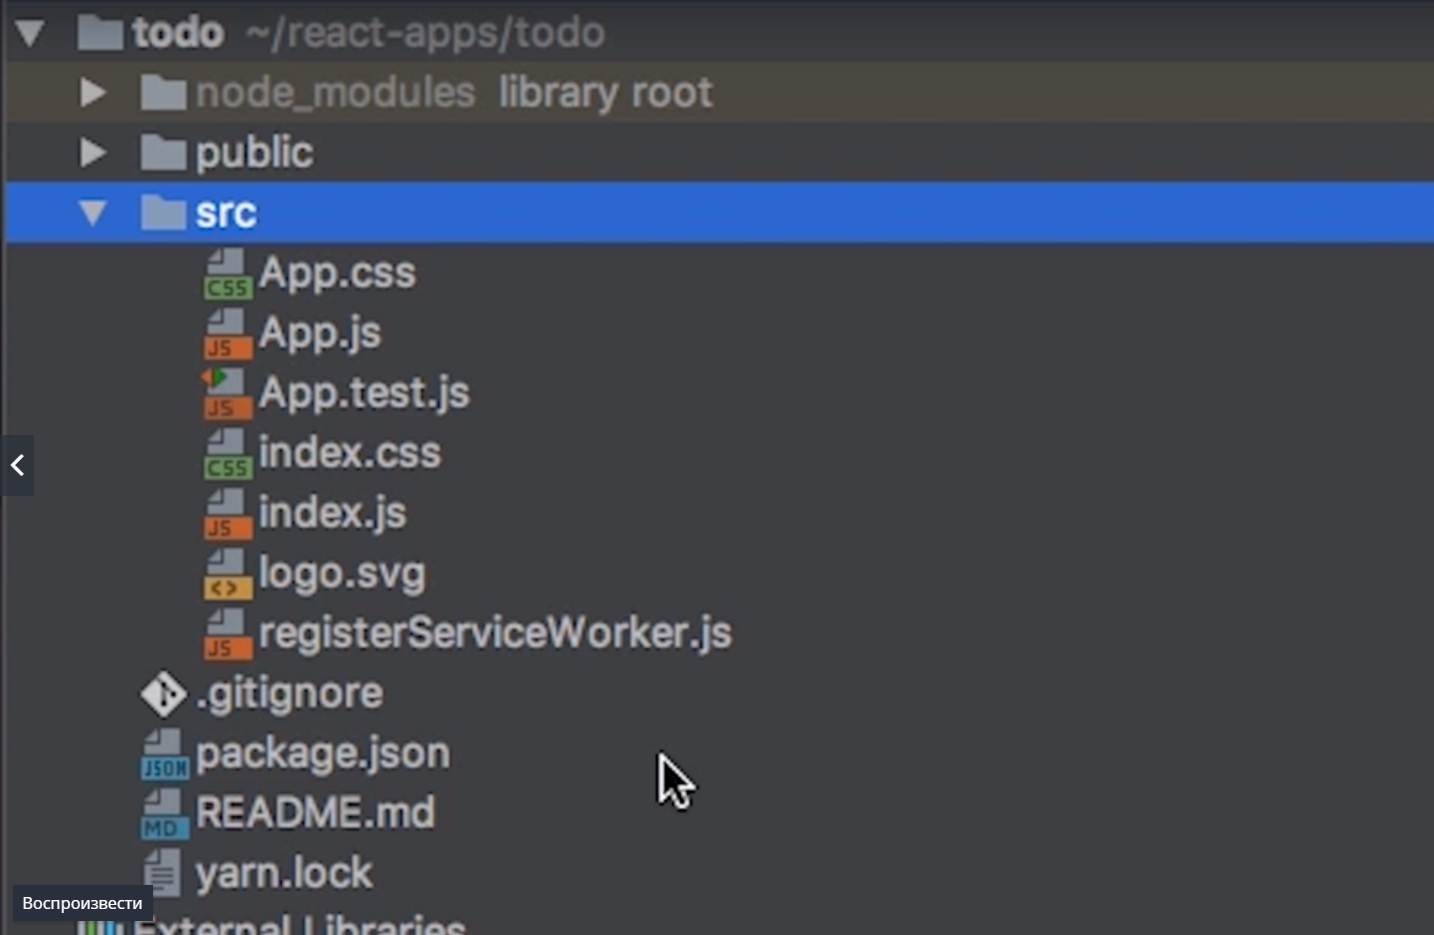 todo ~/react-apps/todo
node_modules library root
public
src
CSS App.css
JS App.js
JS App.test.js
CSS index.css
JS index.js
<> logo.svg
JS registerServiceWorker.js
.gitignore
JSON package.json
MD README.md
yarn.lock
Воспроизвести
External Libraries